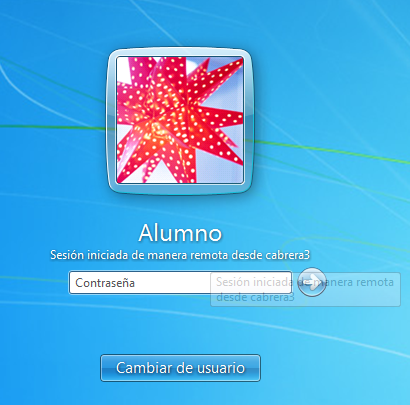 Alumno
Sesión iniciada de manera remota desde cabrera3
Contraseña
Sesión iniciada de manera remota
desde cabrera3
Cambiar de usuario